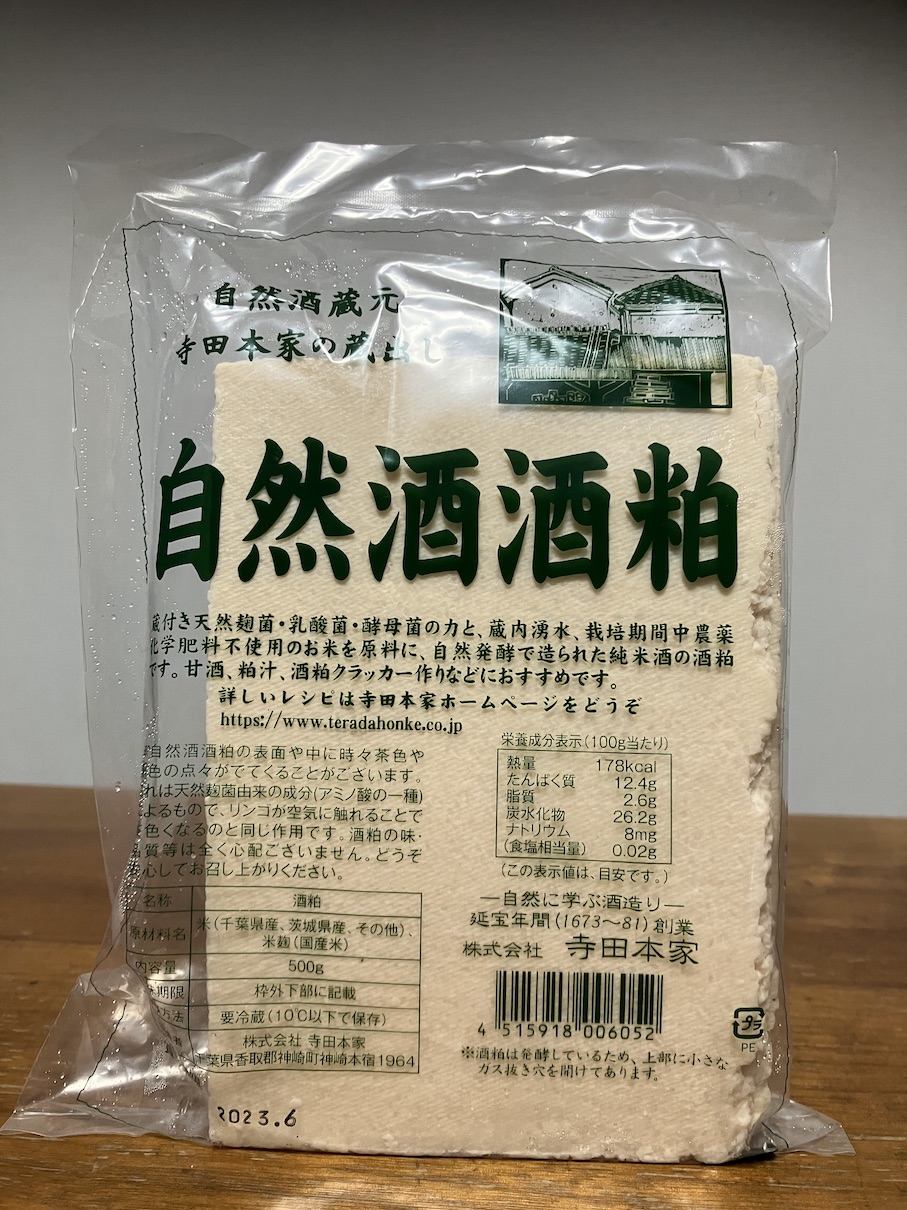 自然酒蔵元
寺田本家の蔵出し
自然酒酒粕
蔵付き天然麹菌・乳酸菌・酵母菌の力と、蔵内湧水、栽培期間中農薬
化学肥料不使用のお米を原料に、自然発酵で造られた純米酒の酒粕
です。甘酒、粕汁、酒粕クラッカー作りなどにおすすめです。
詳しいレシピは寺田本家ホームページをどうぞ
https://www.teradahonke.co.jp
自然酒酒粕の表面や中に時々茶色や
色の点々がでてくることがございます。
れは天然麹菌由来の成分(アミノ酸の一種)
よるもので、リンゴが空気に触れることで
色くなるのと同じ作用です。酒粕の味・
質等は全く心配ございません。どうぞ
心してお召し上がりください。
栄養成分表示(100g当たり)
熱量 178kcal
たんぱく質 12.4g
脂質 2.6g
炭水化物 26.2g
ナトリウム 8mg
(食塩相当量) 0.02g
(この表示値は、目安です。)
名称 酒粕
原材料名 米(千葉県産、茨城県産、その他)、
米麹(国産米)
内容量 500g
期限 枠外下部に記載
方法 要冷蔵(10℃以下で保存)
者 株式会社 寺田本家
千葉県香取郡神崎町神崎本宿1964
―自然に学ぶ酒造り―
延宝年間(1673～81)創業
株式会社 寺田本家
4 515918 006052
プラ
PE
※酒粕は発酵しているため、上部に小さな
ガス抜き穴を開けてあります。
2023.6